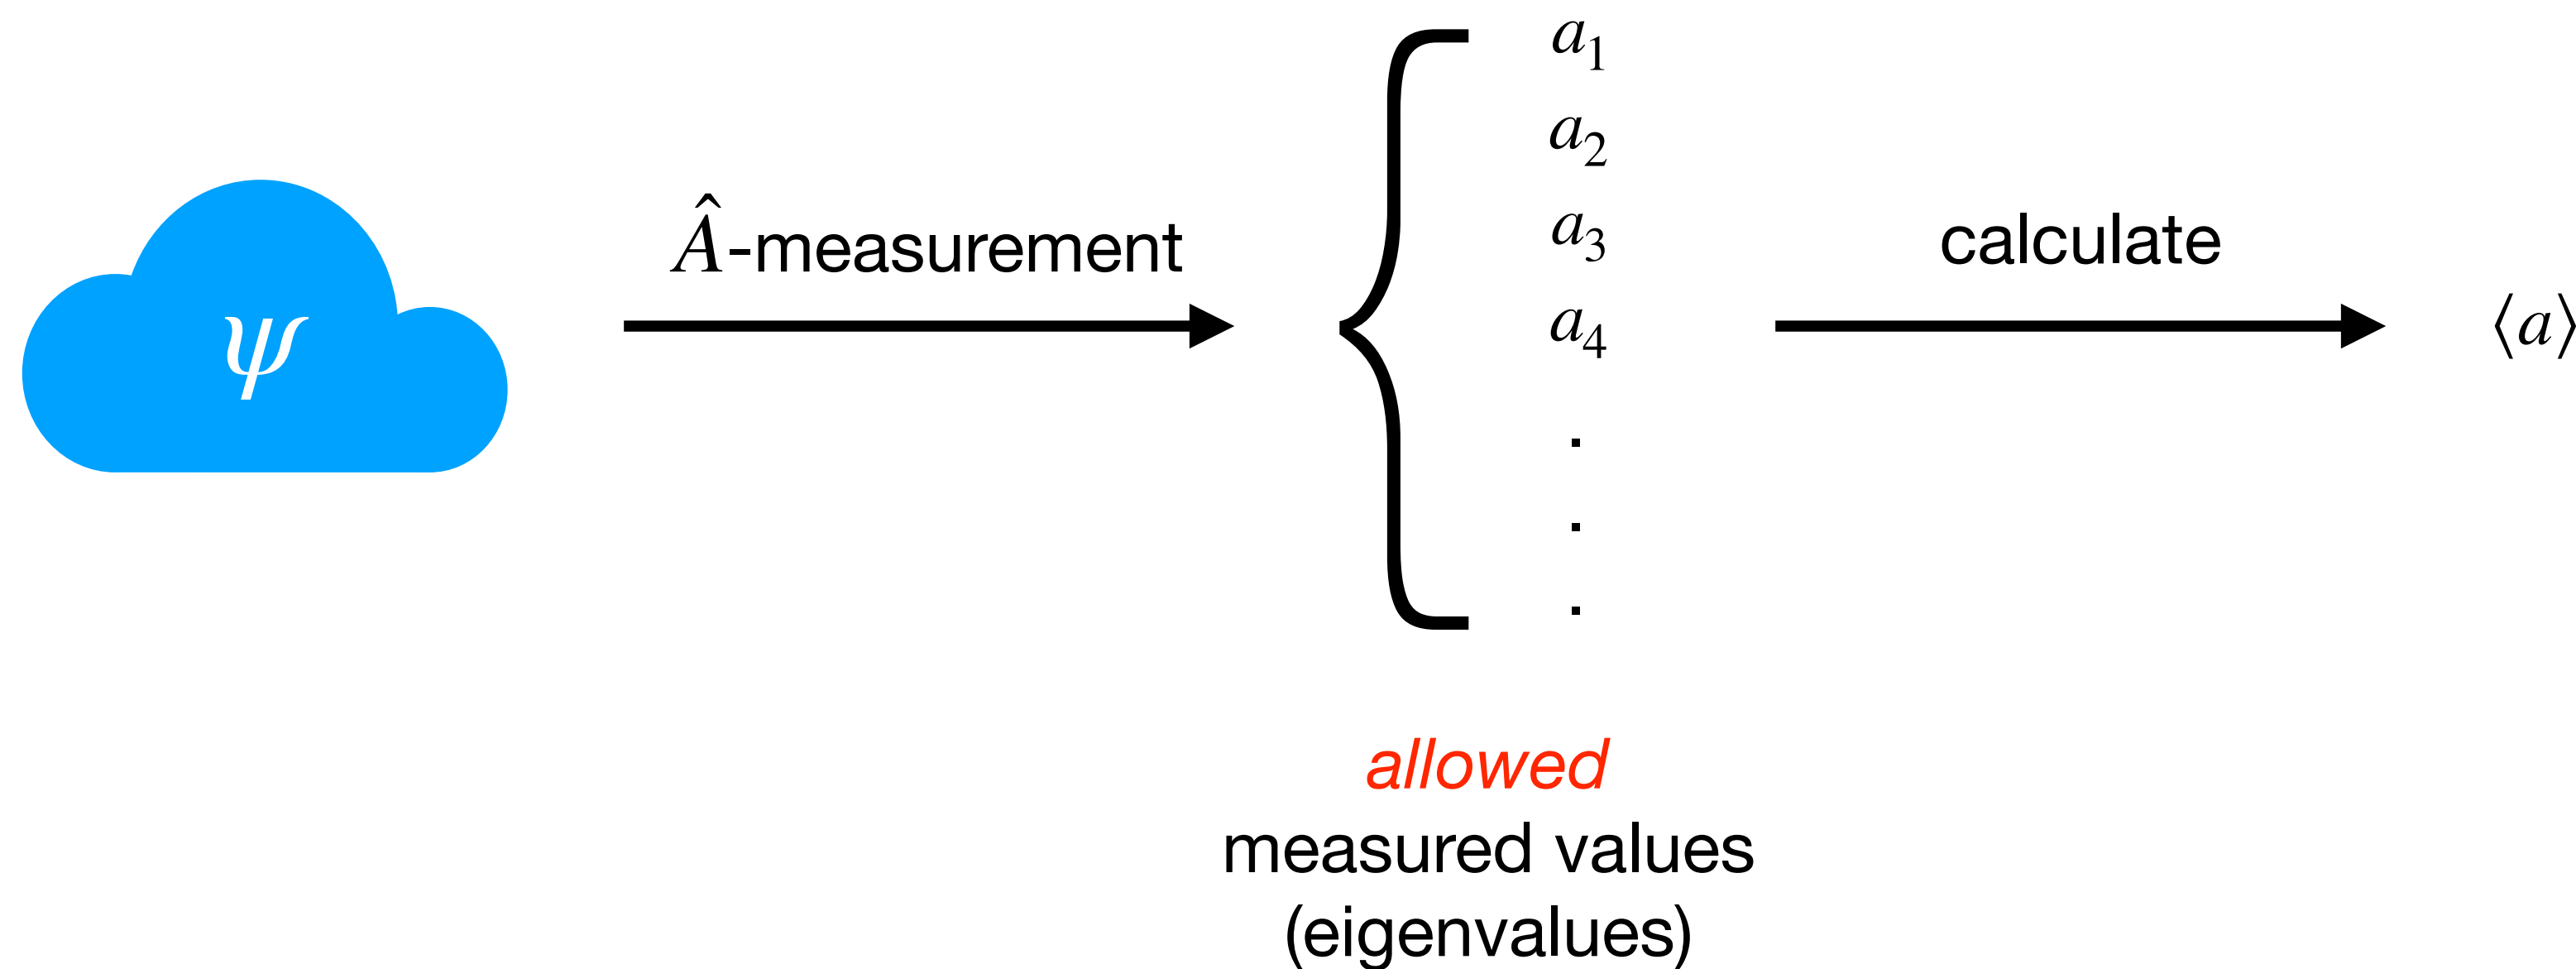 ψ
Â-measurement
a₁
a₂
a₃
a₄
.
.
.
calculate
⟨a⟩
allowed
measured values
(eigenvalues)